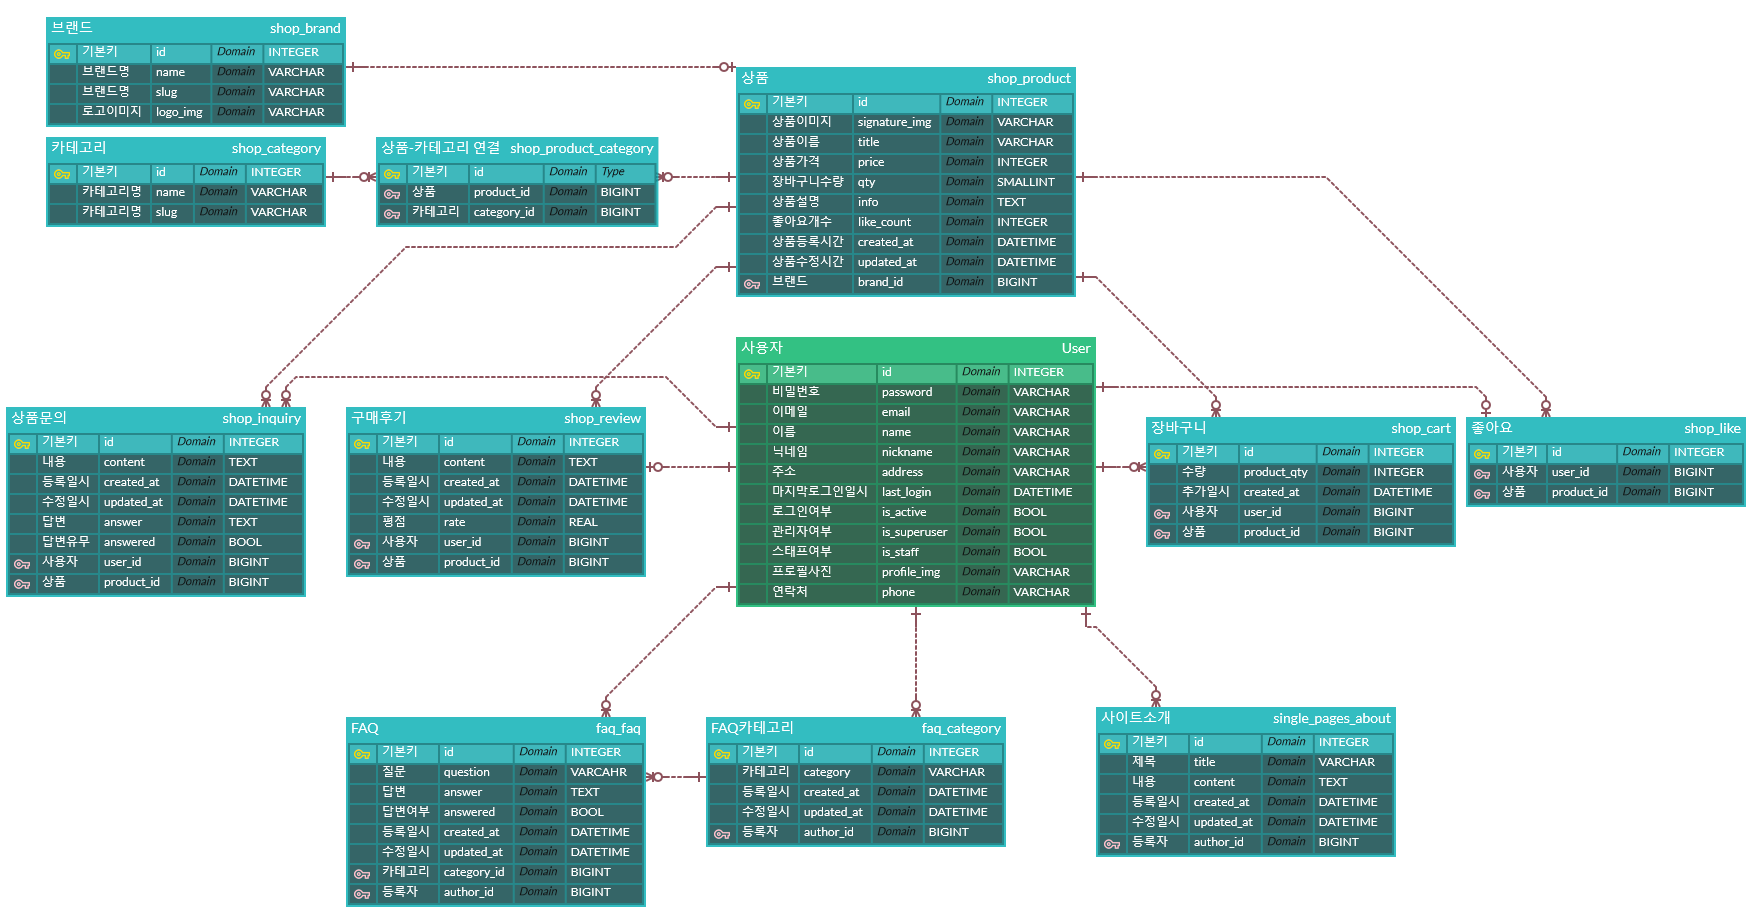 브랜드 shop_brand
기본키 id Domain INTEGER
브랜드명 name Domain VARCHAR
브랜드명 slug Domain VARCHAR
로고이미지 logo_img Domain VARCHAR
카테고리 shop_category
기본키 id Domain INTEGER
카테고리명 name Domain VARCHAR
카테고리명 slug Domain VARCHAR
상품-카테고리 연결 shop_product_category
기본키 id Domain Type
상품 product_id Domain BIGINT
카테고리 category_id Domain BIGINT
상품 shop_product
기본키 id Domain INTEGER
상품이미지 signature_img Domain VARCHAR
상품이름 title Domain VARCHAR
상품가격 price Domain INTEGER
장바구니수량 qty Domain SMALLINT
상품설명 info Domain TEXT
좋아요개수 like_count Domain INTEGER
상품등록시간 created_at Domain DATETIME
상품수정시간 updated_at Domain DATETIME
브랜드 brand_id Domain BIGINT
사용자 User
기본키 id Domain INTEGER
비밀번호 password Domain VARCHAR
이메일 email Domain VARCHAR
이름 name Domain VARCHAR
닉네임 nickname Domain VARCHAR
주소 address Domain VARCHAR
마지막로그인일시 last_login Domain DATETIME
로그인여부 is_active Domain BOOL
관리자여부 is_superuser Domain BOOL
스태프여부 is_staff Domain BOOL
프로필사진 profile_img Domain VARCHAR
연락처 phone Domain VARCHAR
상품문의 shop_inquiry
기본키 id Domain INTEGER
내용 content Domain TEXT
등록일시 created_at Domain DATETIME
수정일시 updated_at Domain DATETIME
답변 answer Domain TEXT
답변유무 answered Domain BOOL
사용자 user_id Domain BIGINT
상품 product_id Domain BIGINT
구매후기 shop_review
기본키 id Domain INTEGER
내용 content Domain TEXT
등록일시 created_at Domain DATETIME
수정일시 updated_at Domain DATETIME
평점 rate Domain REAL
사용자 user_id Domain BIGINT
상품 product_id Domain BIGINT
장바구니 shop_cart
기본키 id Domain INTEGER
수량 product_qty Domain INTEGER
추가일시 created_at Domain DATETIME
사용자 user_id Domain BIGINT
상품 product_id Domain BIGINT
좋아요 shop_like
기본키 id Domain INTEGER
사용자 user_id Domain BIGINT
상품 product_id Domain BIGINT
FAQ faq_faq
기본키 id Domain INTEGER
질문 question Domain VARCAHR
답변 answer Domain TEXT
답변여부 answered Domain BOOL
등록일시 created_at Domain DATETIME
수정일시 updated_at Domain DATETIME
카테고리 category_id Domain BIGINT
등록자 author_id Domain BIGINT
FAQ카테고리 faq_category
기본키 id Domain INTEGER
카테고리 category Domain VARCHAR
등록일시 created_at Domain DATETIME
수정일시 updated_at Domain DATETIME
등록자 author_id Domain BIGINT
사이트소개 single_pages_about
기본키 id Domain INTEGER
제목 title Domain VARCHAR
내용 content Domain TEXT
등록일시 created_at Domain DATETIME
수정일시 updated_at Domain DATETIME
등록자 author_id Domain BIGINT